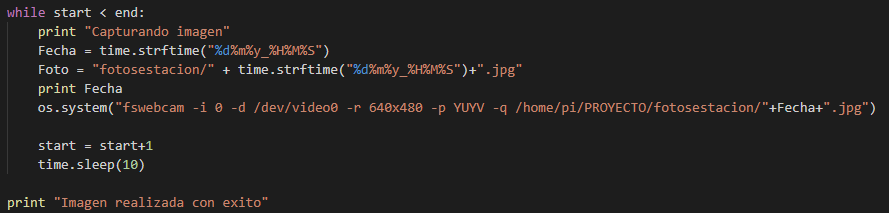 while start < end:
    print "Capturando imagen"
    Fecha = time.strftime("%d%m%y_%H%M%S")
    Foto = "fotosestacion/" + time.strftime("%d%m%y_%H%M%S")+".jpg"
    print Fecha
    os.system("fswebcam -i 0 -d /dev/video0 -r 640x480 -p YUYV -q /home/pi/PROYECTO/fotosestacion/"+Fecha+".jpg")
    start = start+1
    time.sleep(10)
print "Imagen realizada con exito"